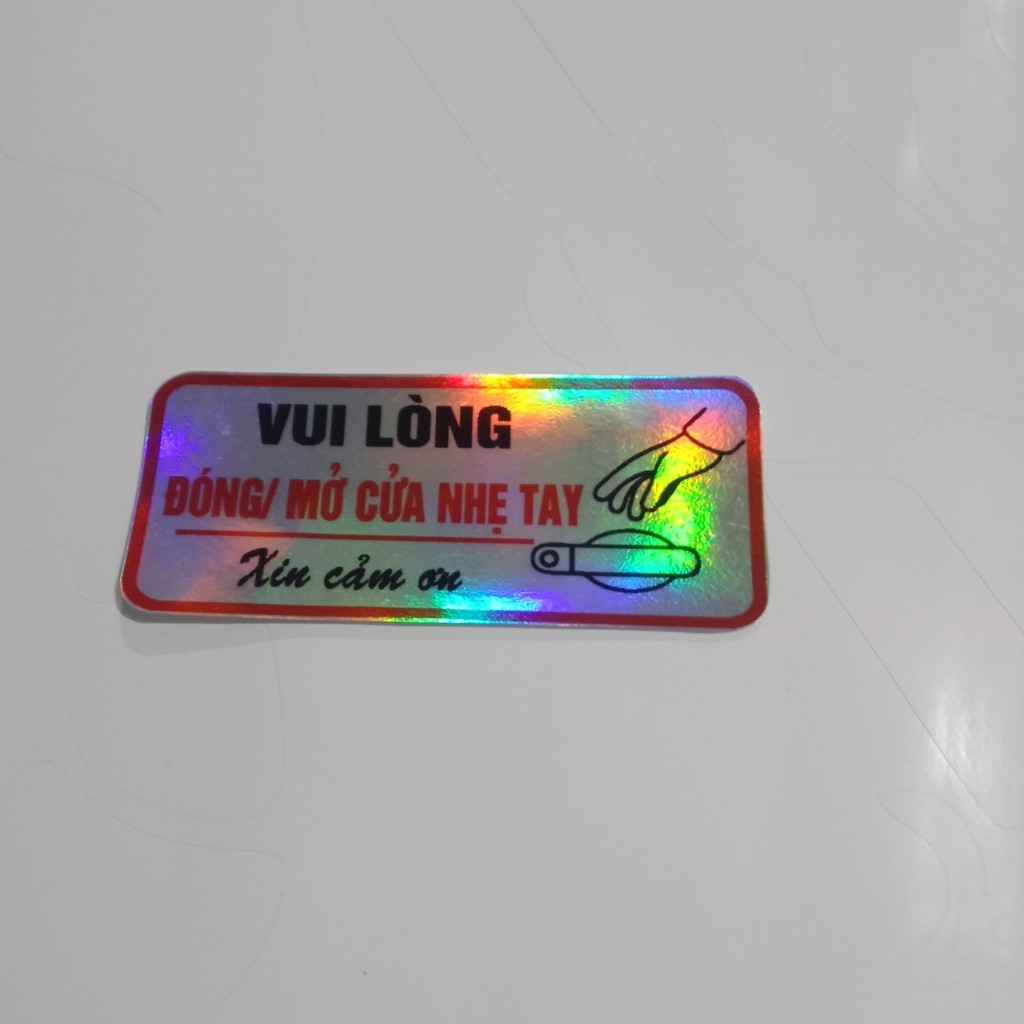 VUI LÒNG
ĐÓNG/ MỞ CỬA NHẸ TAY
Xin cảm ơn